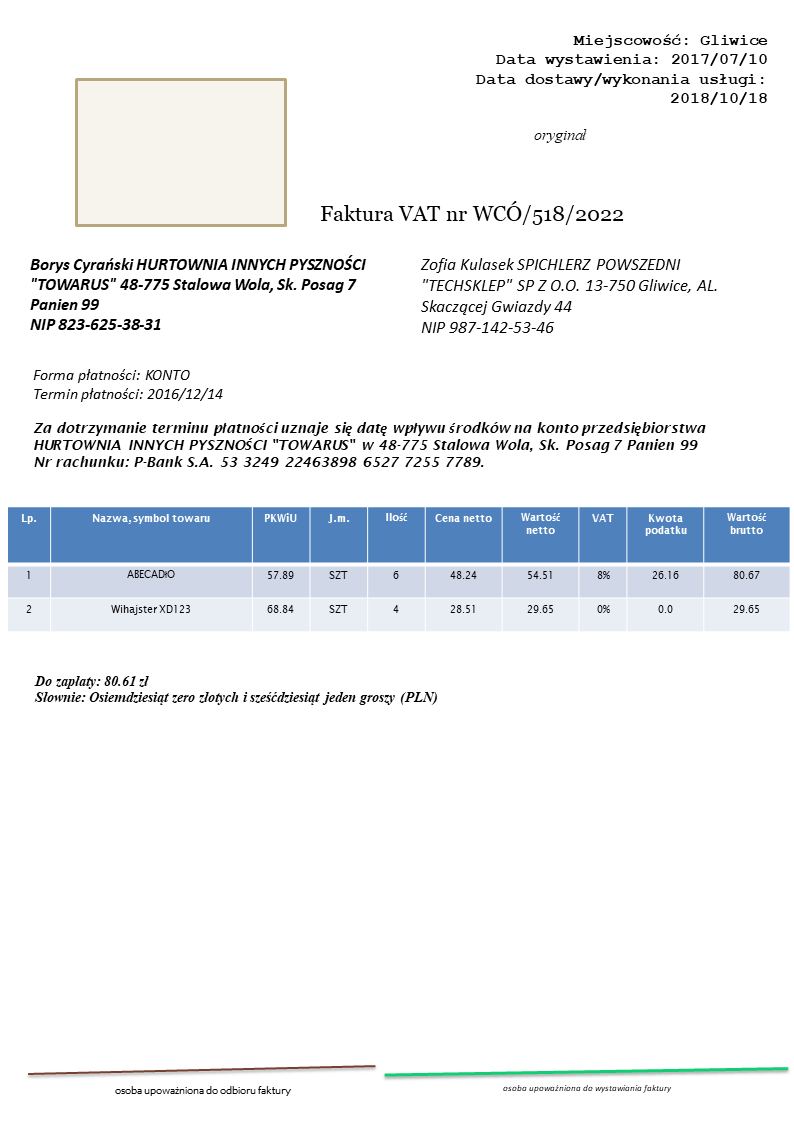 Miejscowość: Gliwice
Data wystawienia: 2017/07/10
Data dostawy/wykonania usługi:
2018/10/18
oryginał
Faktura VAT nr WCÓ/518/2022
Borys Cyrański HURTOWNIA INNYCH PYSZNOŚCI
"TOWARUS" 48-775 Stalowa Wola, Sk. Posag 7
Panien 99
NIP 823-625-38-31
Zofia Kulasek SPICHLERZ POWSZEDNI
"TECHSKLEP" SP Z O.O. 13-750 Gliwice, AL.
Skaczącej Gwiazdy 44
NIP 987-142-53-46
Forma płatności: KONTO
Termin płatności: 2016/12/14
Za dotrzymanie terminu płatności uznaje się datę wpływu środków na konto przedsiębiorstwa
HURTOWNIA INNYCH PYSZNOŚCI "TOWARUS" w 48-775 Stalowa Wola, Sk. Posag 7 Panien 99
Nr rachunku: P-Bank S.A. 53 3249 22463898 6527 7255 7789.
Lp. Nazwa, symbol towaru PKWiU J.m. Ilość Cena netto Wartość netto VAT Kwota podatku Wartość brutto
1 ABECADŁO 57.89 SZT 6 48.24 54.51 8% 26.16 80.67
2 Wihajster XD123 68.84 SZT 4 28.51 29.65 0% 0.0 29.65
Do zapłaty: 80.61 zł
Słownie: Osiemdziesiąt zero złotych i sześćdziesiąt jeden groszy (PLN)
osoba upoważniona do odbioru faktury
osoba upoważniona do wystawiania faktury